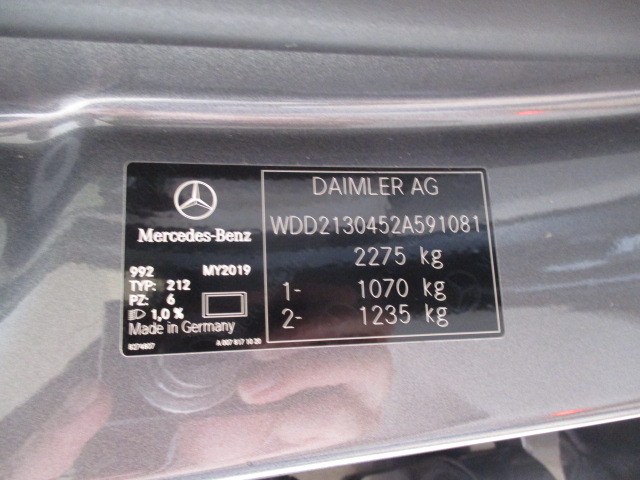 DAIMLER AG
Mercedes-Benz
WDD2130452A591081
2275 kg
992 MY2019
TYP: 212
PZ: 6
1,0 %
1- 1070 kg
2- 1235 kg
Made in Germany